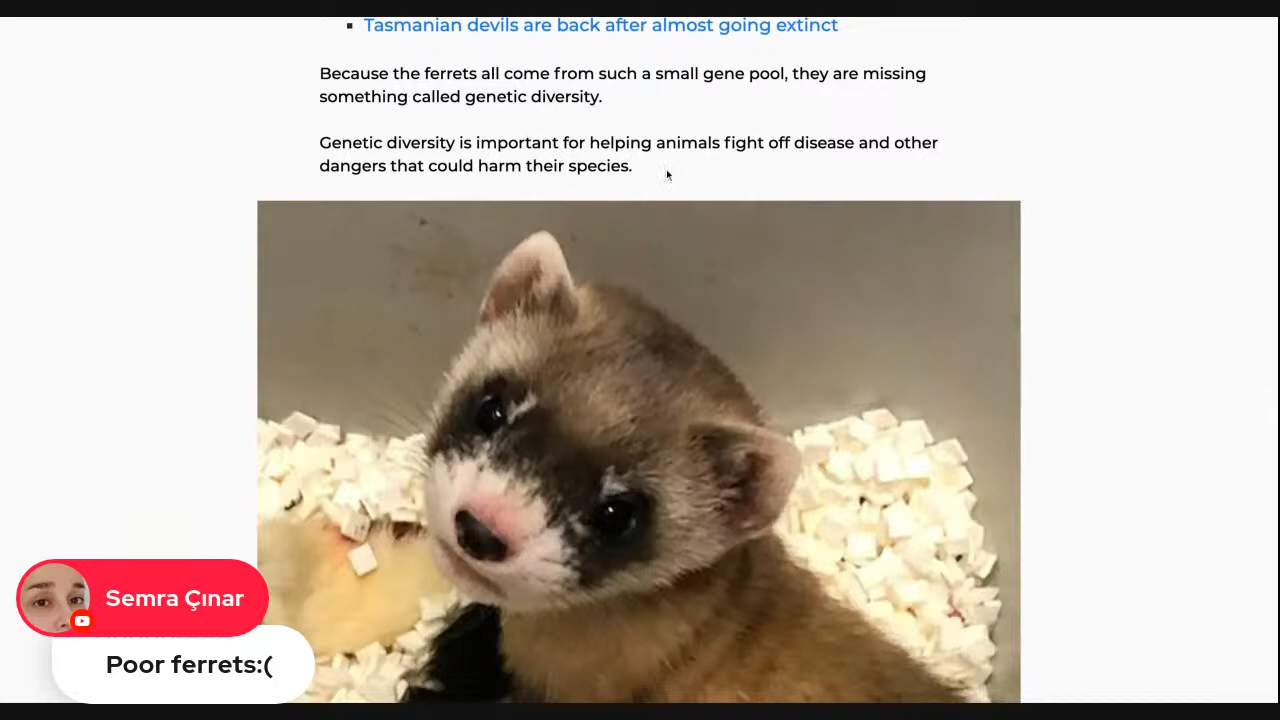 Tasmanian devils are back after almost going extinct
Because the ferrets all come from such a small gene pool, they are missing
something called genetic diversity.
Genetic diversity is important for helping animals fight off disease and other
dangers that could harm their species.
Semra Çınar
Poor ferrets:(